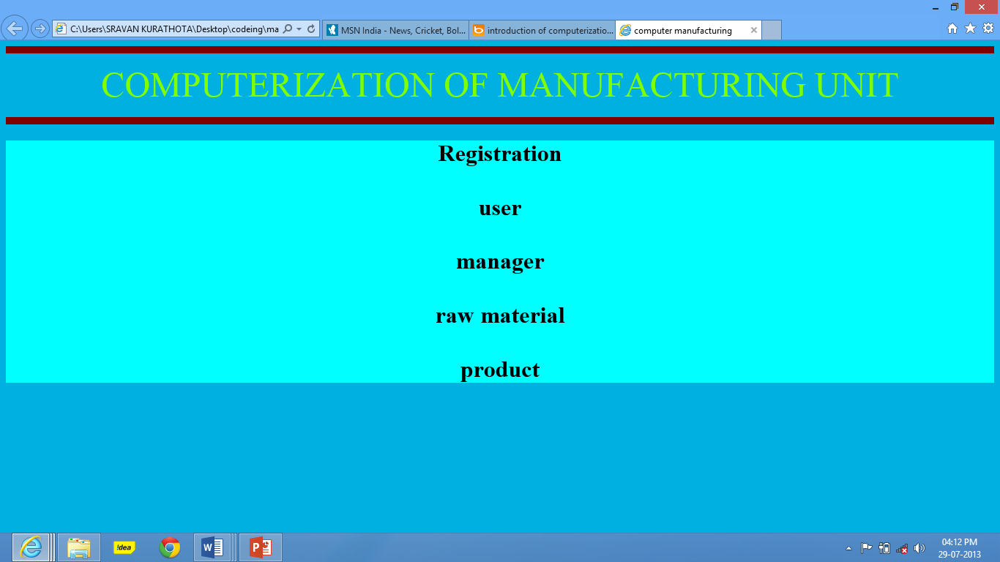 C:\Users\SRAVAN KURATHOTA\Desktop\codeing\ma
MSN India - News, Cricket, Bol...
introduction of computerizatio...
computer manufacturing
COMPUTERIZATION OF MANUFACTURING UNIT
Registration
user
manager
raw material
product
!dea
04:12 PM
29-07-2013